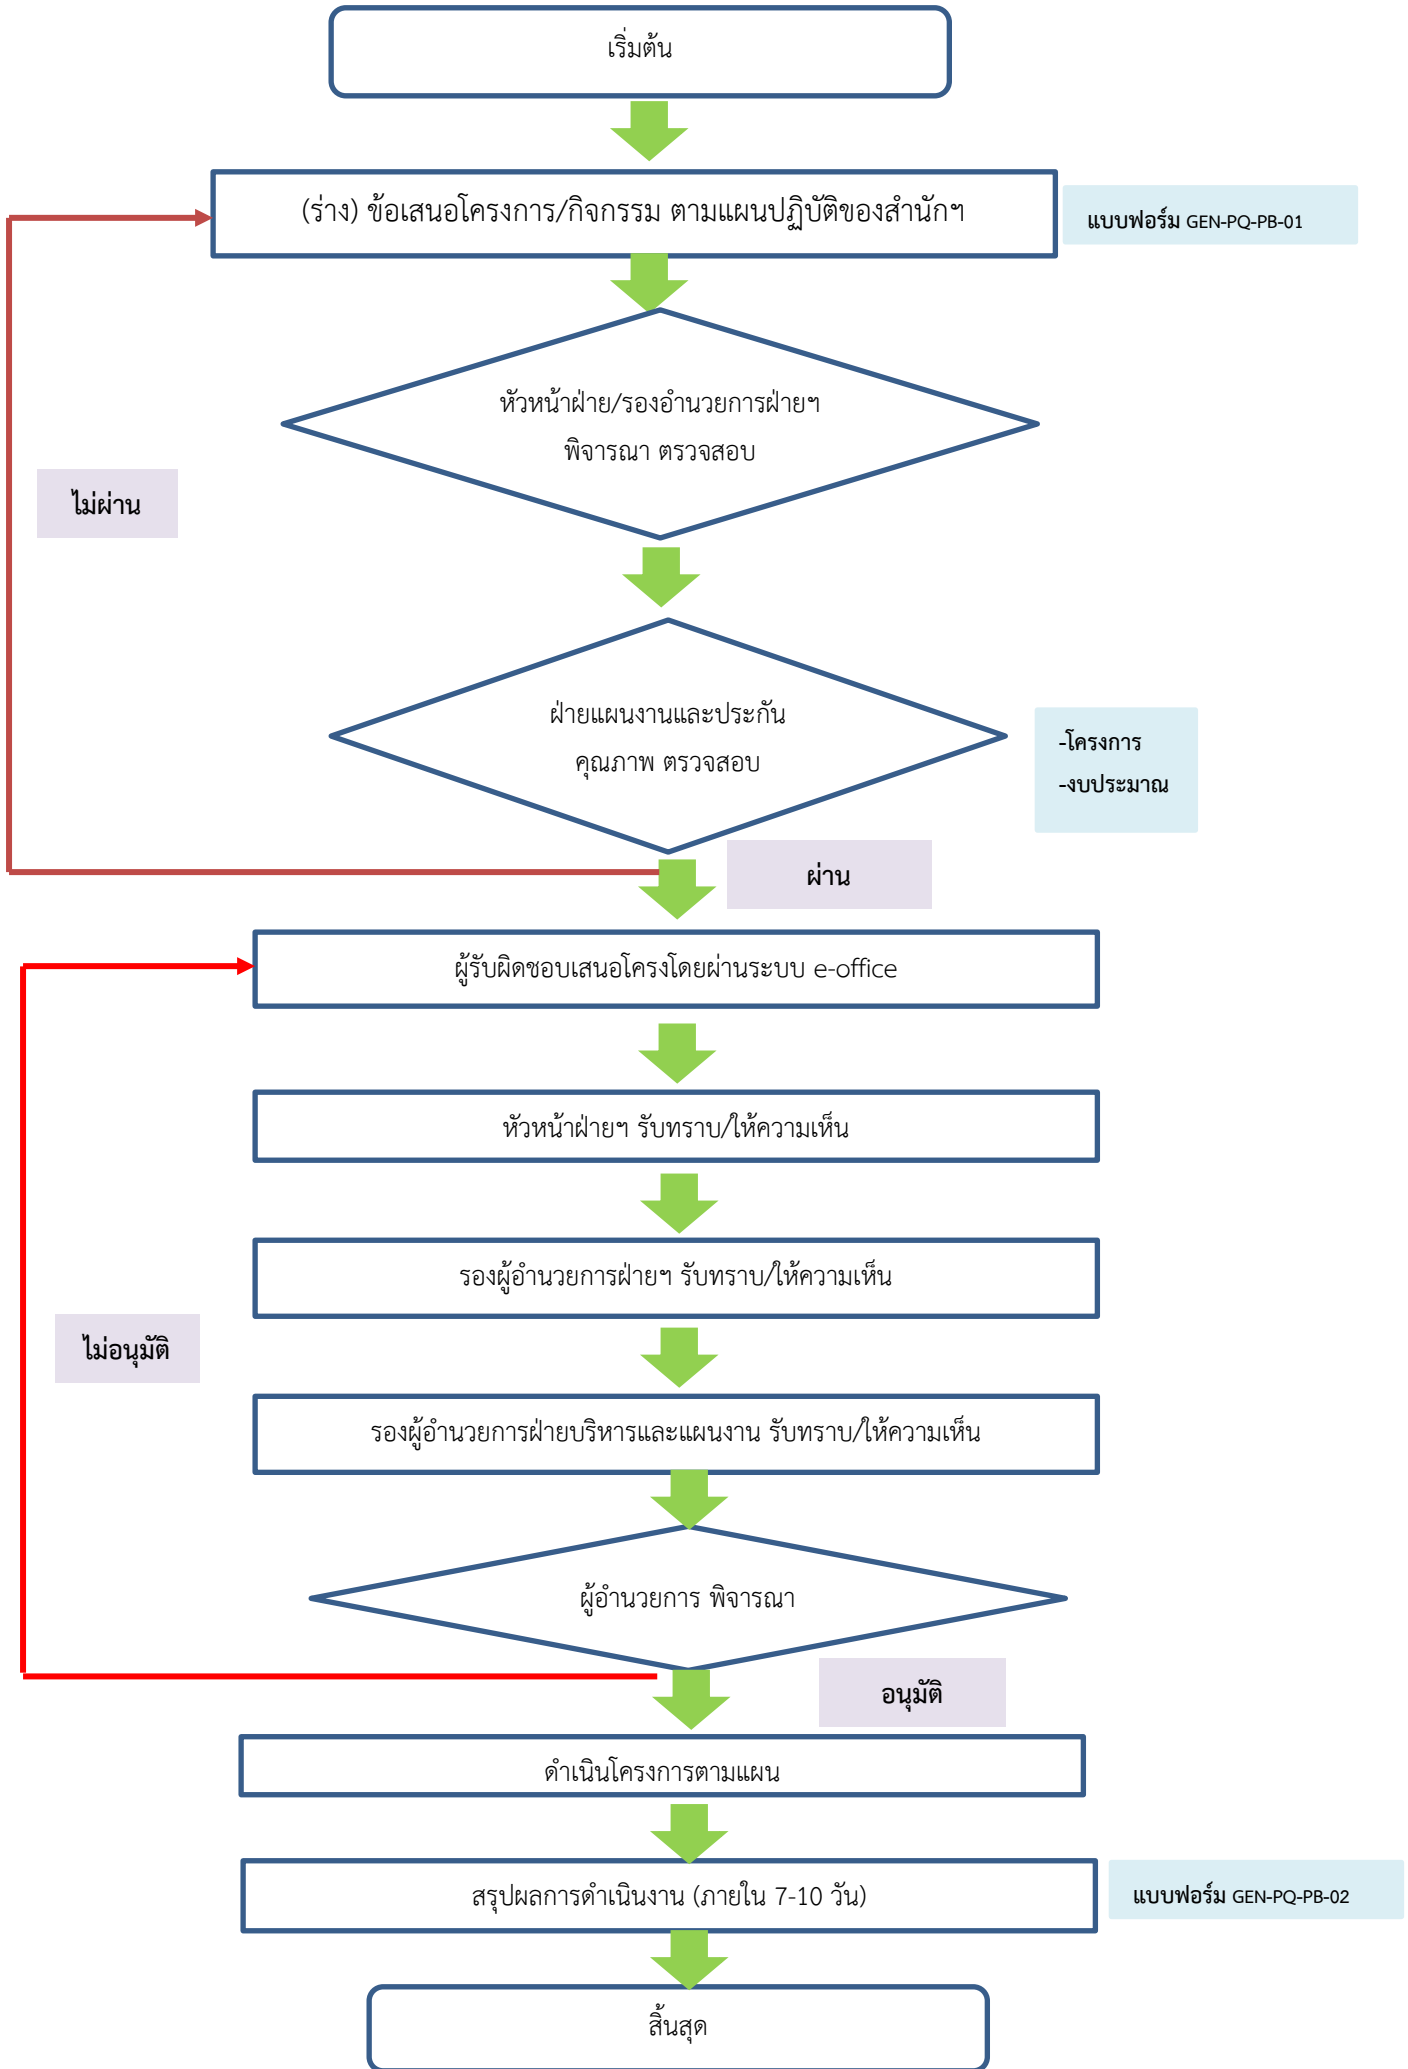 เริ่มต้น
(ร่าง) ข้อเสนอโครงการ/กิจกรรม ตามแผนปฏิบัติของสำนักฯ
แบบฟอร์ม GEN-PQ-PB-01
หัวหน้าฝ่าย/รองอำนวยการฝ่ายฯ
พิจารณา ตรวจสอบ
ไม่ผ่าน
ฝ่ายแผนงานและประกัน
คุณภาพ ตรวจสอบ
-โครงการ
-งบประมาณ
ผ่าน
ผู้รับผิดชอบเสนอโครงโดยผ่านระบบ e-office
หัวหน้าฝ่ายฯ รับทราบ/ให้ความเห็น
รองผู้อำนวยการฝ่ายฯ รับทราบ/ให้ความเห็น
ไม่อนุมัติ
รองผู้อำนวยการฝ่ายบริหารและแผนงาน รับทราบ/ให้ความเห็น
ผู้อำนวยการ พิจารณา
อนุมัติ
ดำเนินโครงการตามแผน
สรุปผลการดำเนินงาน (ภายใน 7-10 วัน)
แบบฟอร์ม GEN-PQ-PB-02
สิ้นสุด